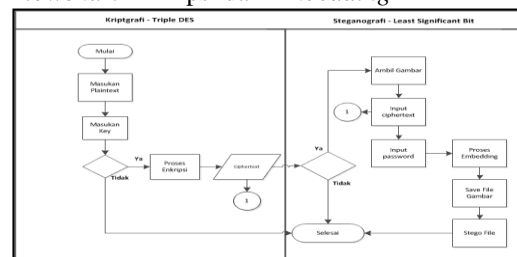 Kriptgrafi - Triple DES
Steganografi - Least Significant Bit
Mulai
Masukan
Plaintext
Masukan
Key
Ya
Tidak
Proses
Enkripsi
Ciphertext
1
Ya
Tidak
Ambil Gambar
Input
ciphertext
1
Input
password
Proses
Embedding
Save File
Gambar
Stego File
Selesai